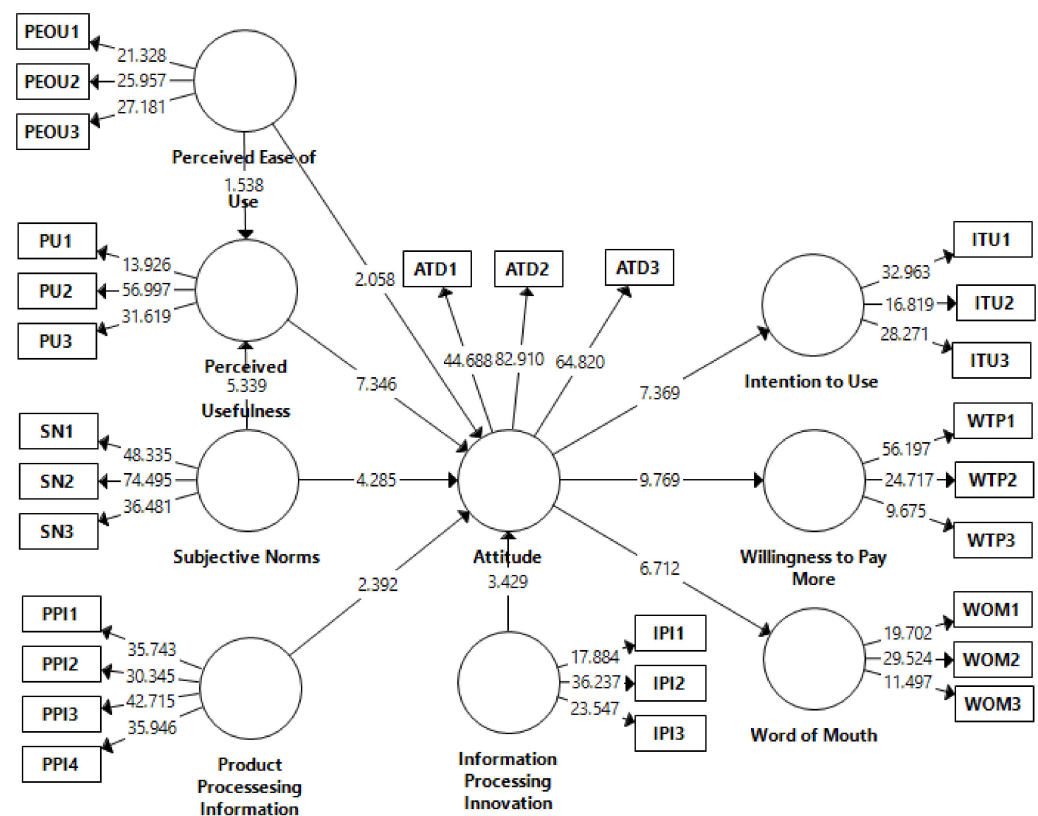 PEOU1
21.328
PEOU2
25.957
27.181
PEOU3
Perceived Ease of
1.538
Use
PU1
13.926
PU2
56.997
31.619
PU3
Perceived
5.339
Usefulness
SN1
48.335
SN2
74.495
36.481
SN3
Subjective Norms
PPI1
35.743
PPI2
30.345
PPI3
42.715
35.946
PPI4
Product
Processesing
Information
2.058
7.346
4.285
2.392
ATD1
ATD2
ATD3
44.688
82.910
64.820
Attitude
3.429
IPI1
17.884
IPI2
36.237
23.547
IPI3
Information
Processing
Innovation
7.369
9.769
6.712
ITU1
32.963
ITU2
16.819
28.271
ITU3
Intention to Use
WTP1
56.197
WTP2
24.717
9.675
WTP3
Willingness to Pay
More
WOM1
19.702
WOM2
29.524
11.497
WOM3
Word of Mouth